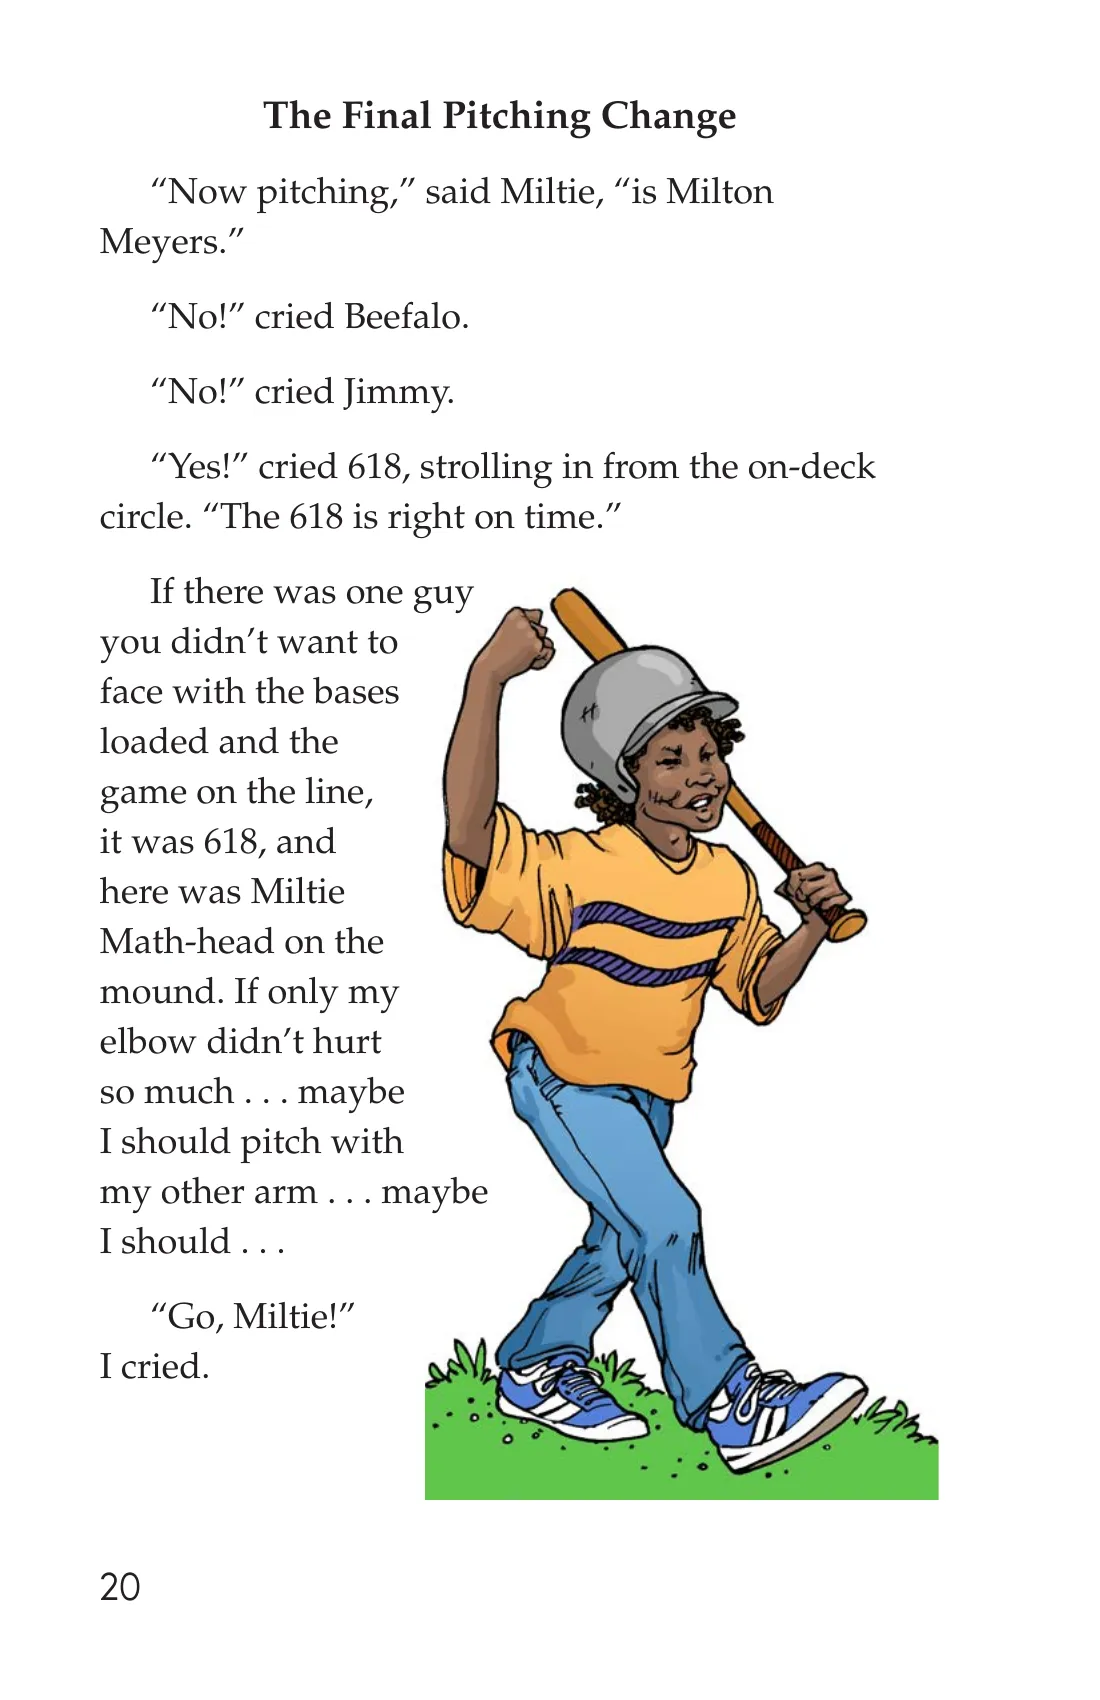 The Final Pitching Change
“Now pitching,” said Miltie, “is Milton
Meyers.”
“No!” cried Beefalo.
“No!” cried Jimmy.
“Yes!” cried 618, strolling in from the on-deck
circle. “The 618 is right on time.”
If there was one guy
you didn’t want to
face with the bases
loaded and the
game on the line,
it was 618, and
here was Miltie
Math-head on the
mound. If only my
elbow didn’t hurt
so much . . . maybe
I should pitch with
my other arm . . . maybe
I should . . .
“Go, Miltie!”
I cried.
20